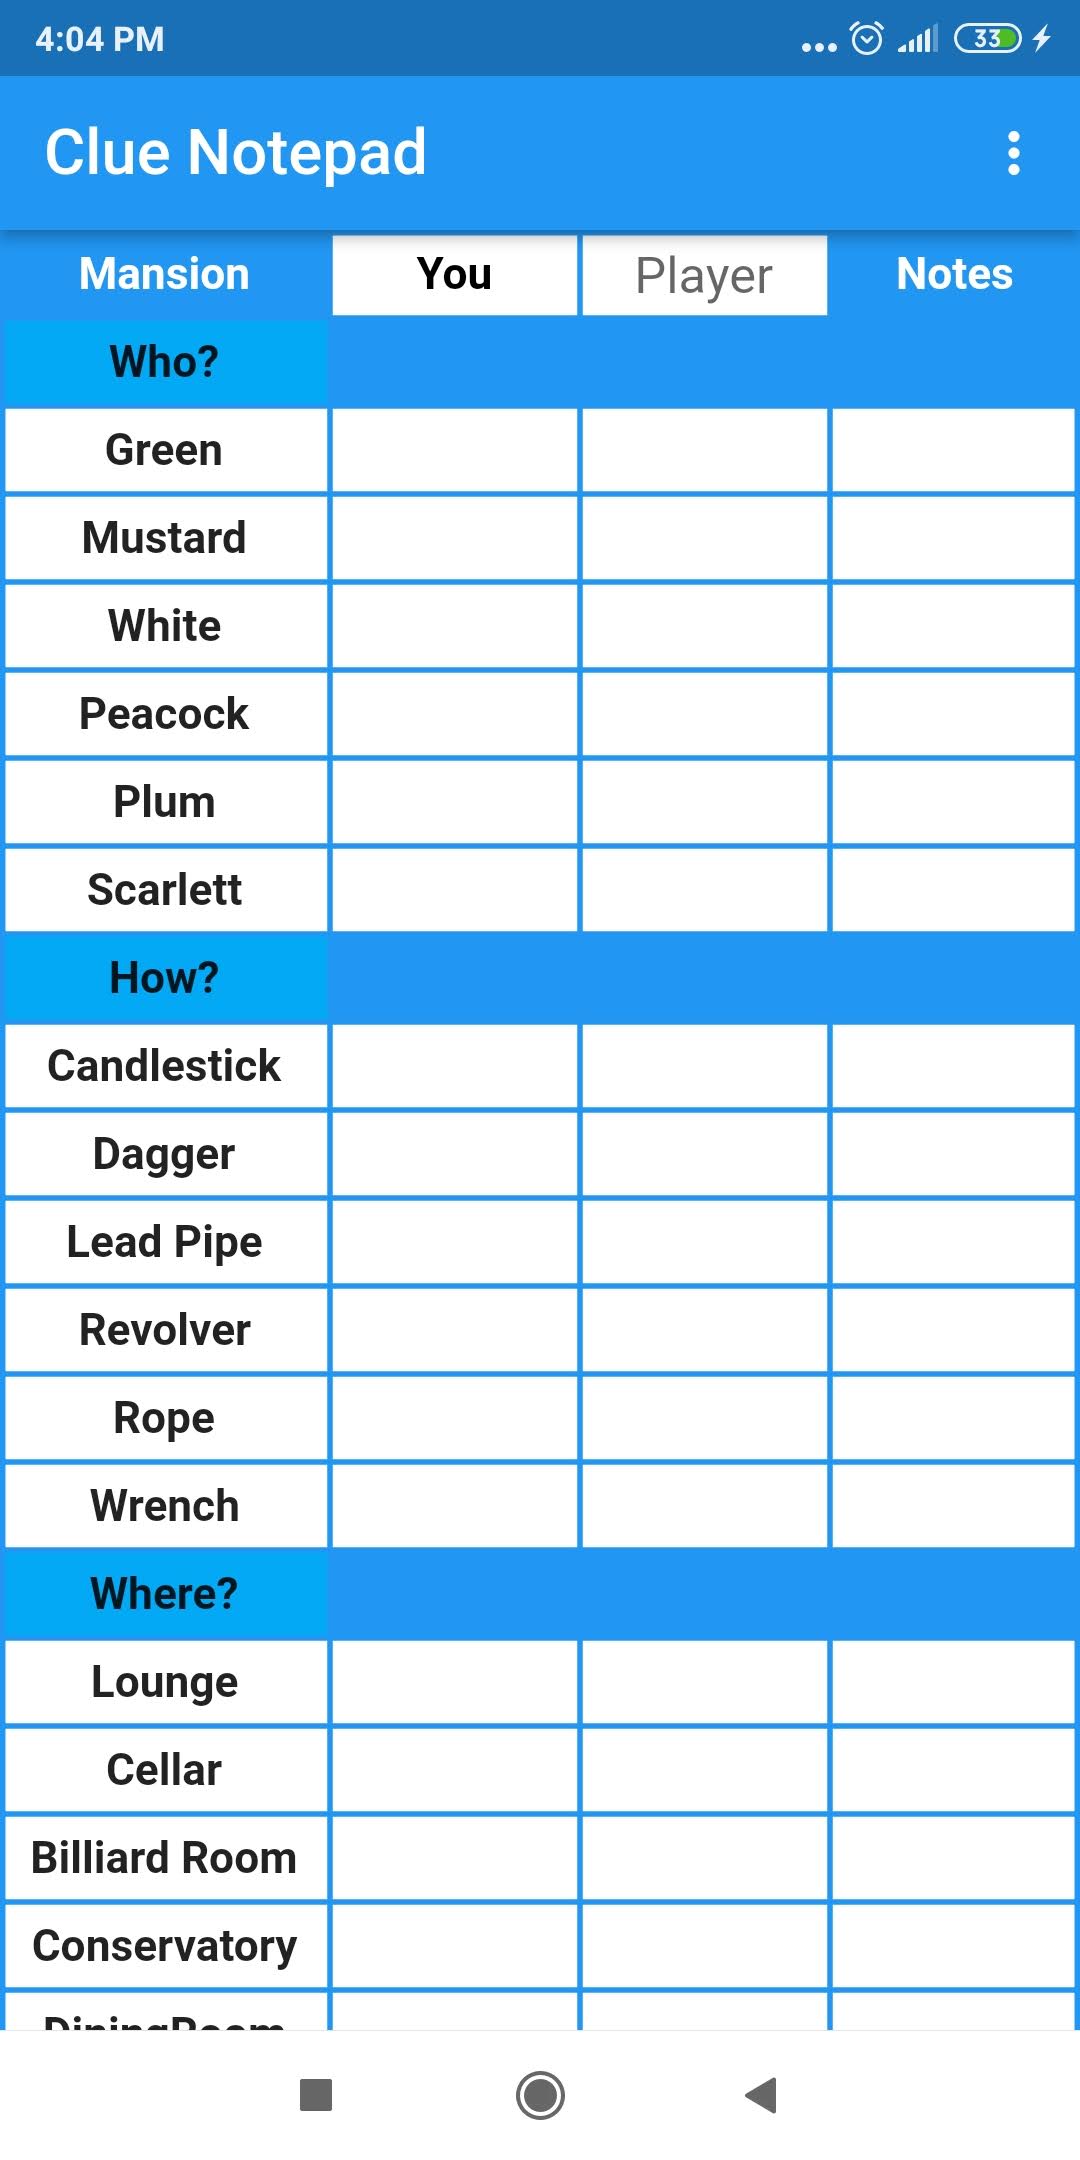 4:04 PM 33
Clue Notepad
Mansion You Player Notes
Who?
Green
Mustard
White
Peacock
Plum
Scarlett
How?
Candlestick
Dagger
Lead Pipe
Revolver
Rope
Wrench
Where?
Lounge
Cellar
Billiard Room
Conservatory
DiningRoom